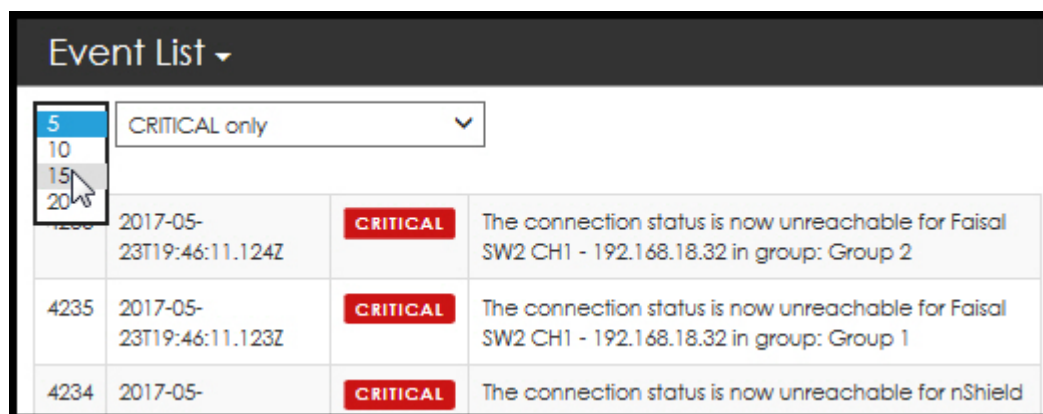 Event List
5
10
15
20
CRITICAL only
2017-05-
23T19:46:11.124Z
CRITICAL
The connection status is now unreachable for Faisal
SW2 CH1 - 192.168.18.32 in group: Group 2
4235
2017-05-
23T19:46:11.123Z
CRITICAL
The connection status is now unreachable for Faisal
SW2 CH1 - 192.168.18.32 in group: Group 1
4234
2017-05-
CRITICAL
The connection status is now unreachable for nShield